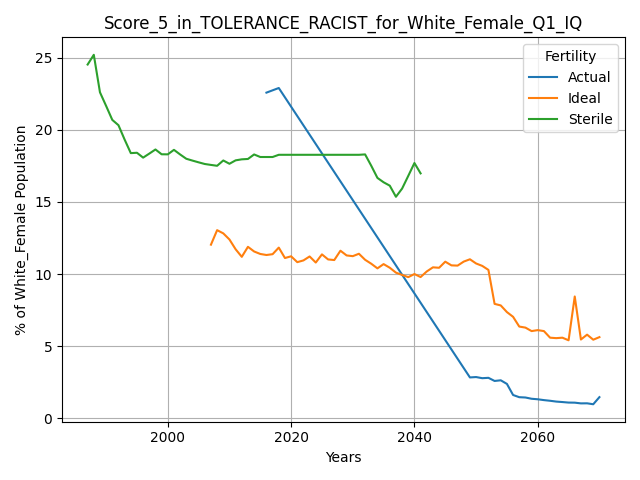 Score_5_in_TOLERANCE_RACIST_for_White_Female_Q1_IQ
Fertility
Actual
Ideal
Sterile
% of White_Female Population
25
20
15
10
5
0
2000
2020
2040
2060
Years